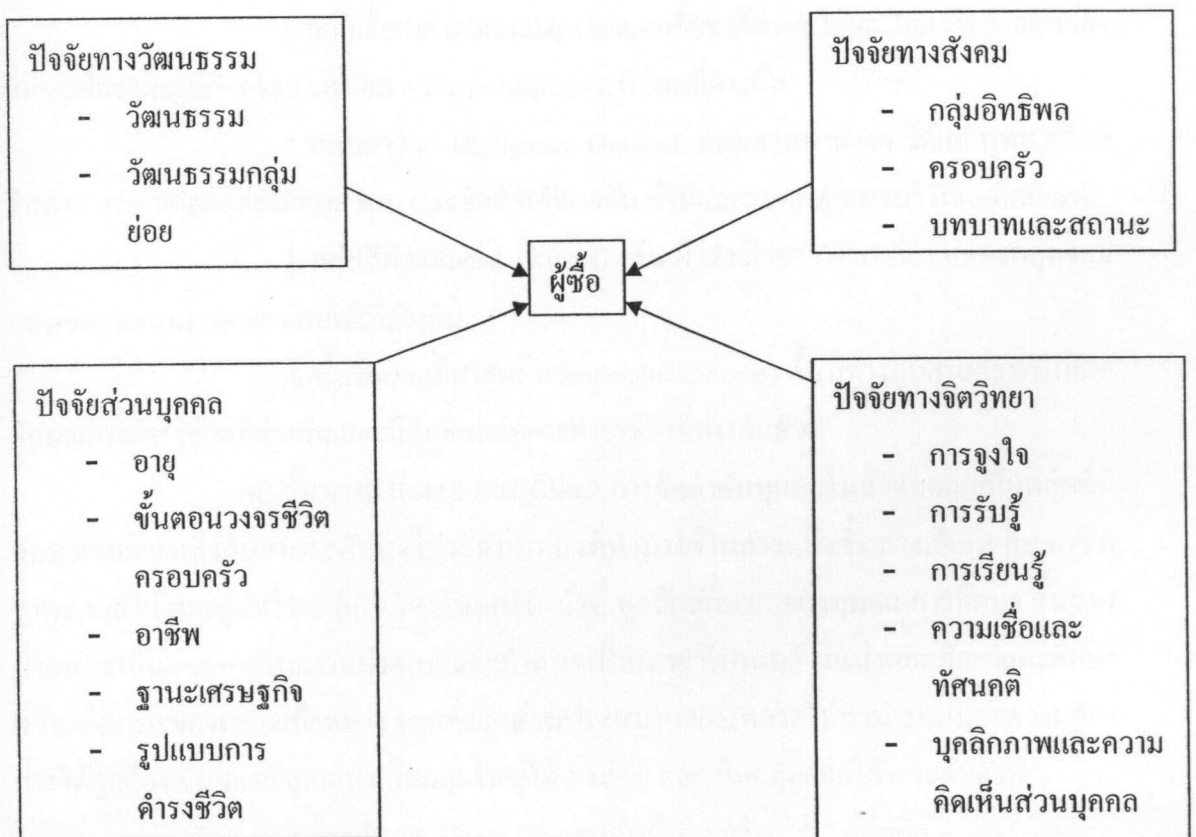 ปัจจัยทางวัฒนธรรม
- วัฒนธรรม
- วัฒนธรรมกลุ่ม
ย่อย
ปัจจัยทางสังคม
- กลุ่มอิทธิพล
- ครอบครัว
- บทบาทและสถานะ
ผู้ซื้อ
ปัจจัยส่วนบุคคล
- อายุ
- ขั้นตอนวงจรชีวิต
ครอบครัว
- อาชีพ
- ฐานะเศรษฐกิจ
- รูปแบบการ
ดำรงชีวิต
ปัจจัยทางจิตวิทยา
- การจูงใจ
- การรับรู้
- การเรียนรู้
- ความเชื่อและ
ทัศนคติ
- บุคลิกภาพและความ
คิดเห็นส่วนบุคคล